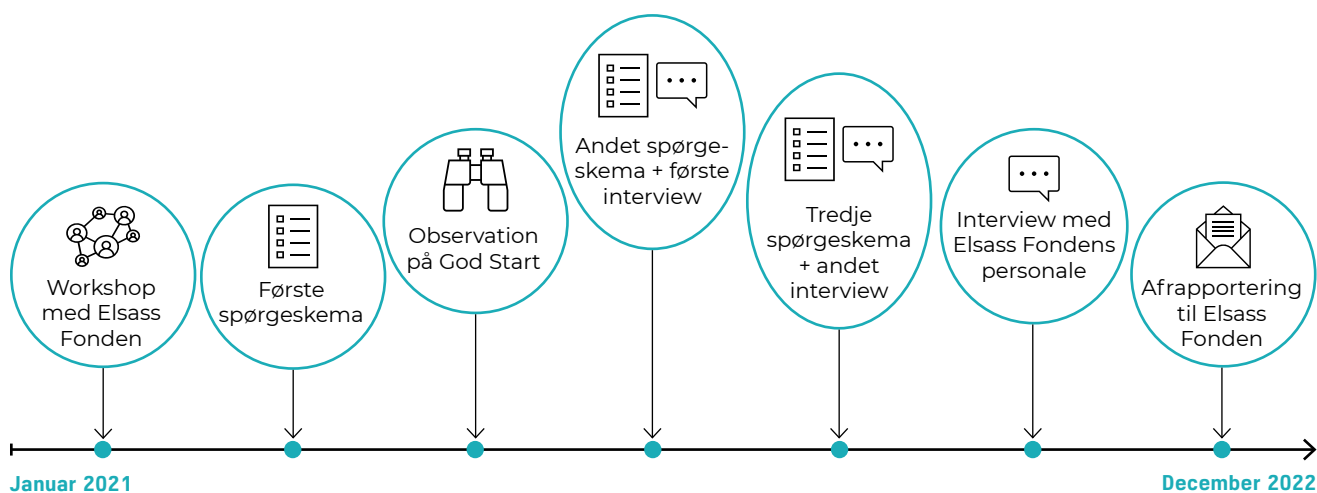 Workshop
med Elsass
Fonden
Første
spørgeskema
Observation
på God Start
Andet spørge-
skema + første
interview
Tredje
spørgeskema
+ andet
interview
Interview med
Elsass Fondens
personale
Afrapportering
til Elsass
Fonden
Januar 2021
December 2022